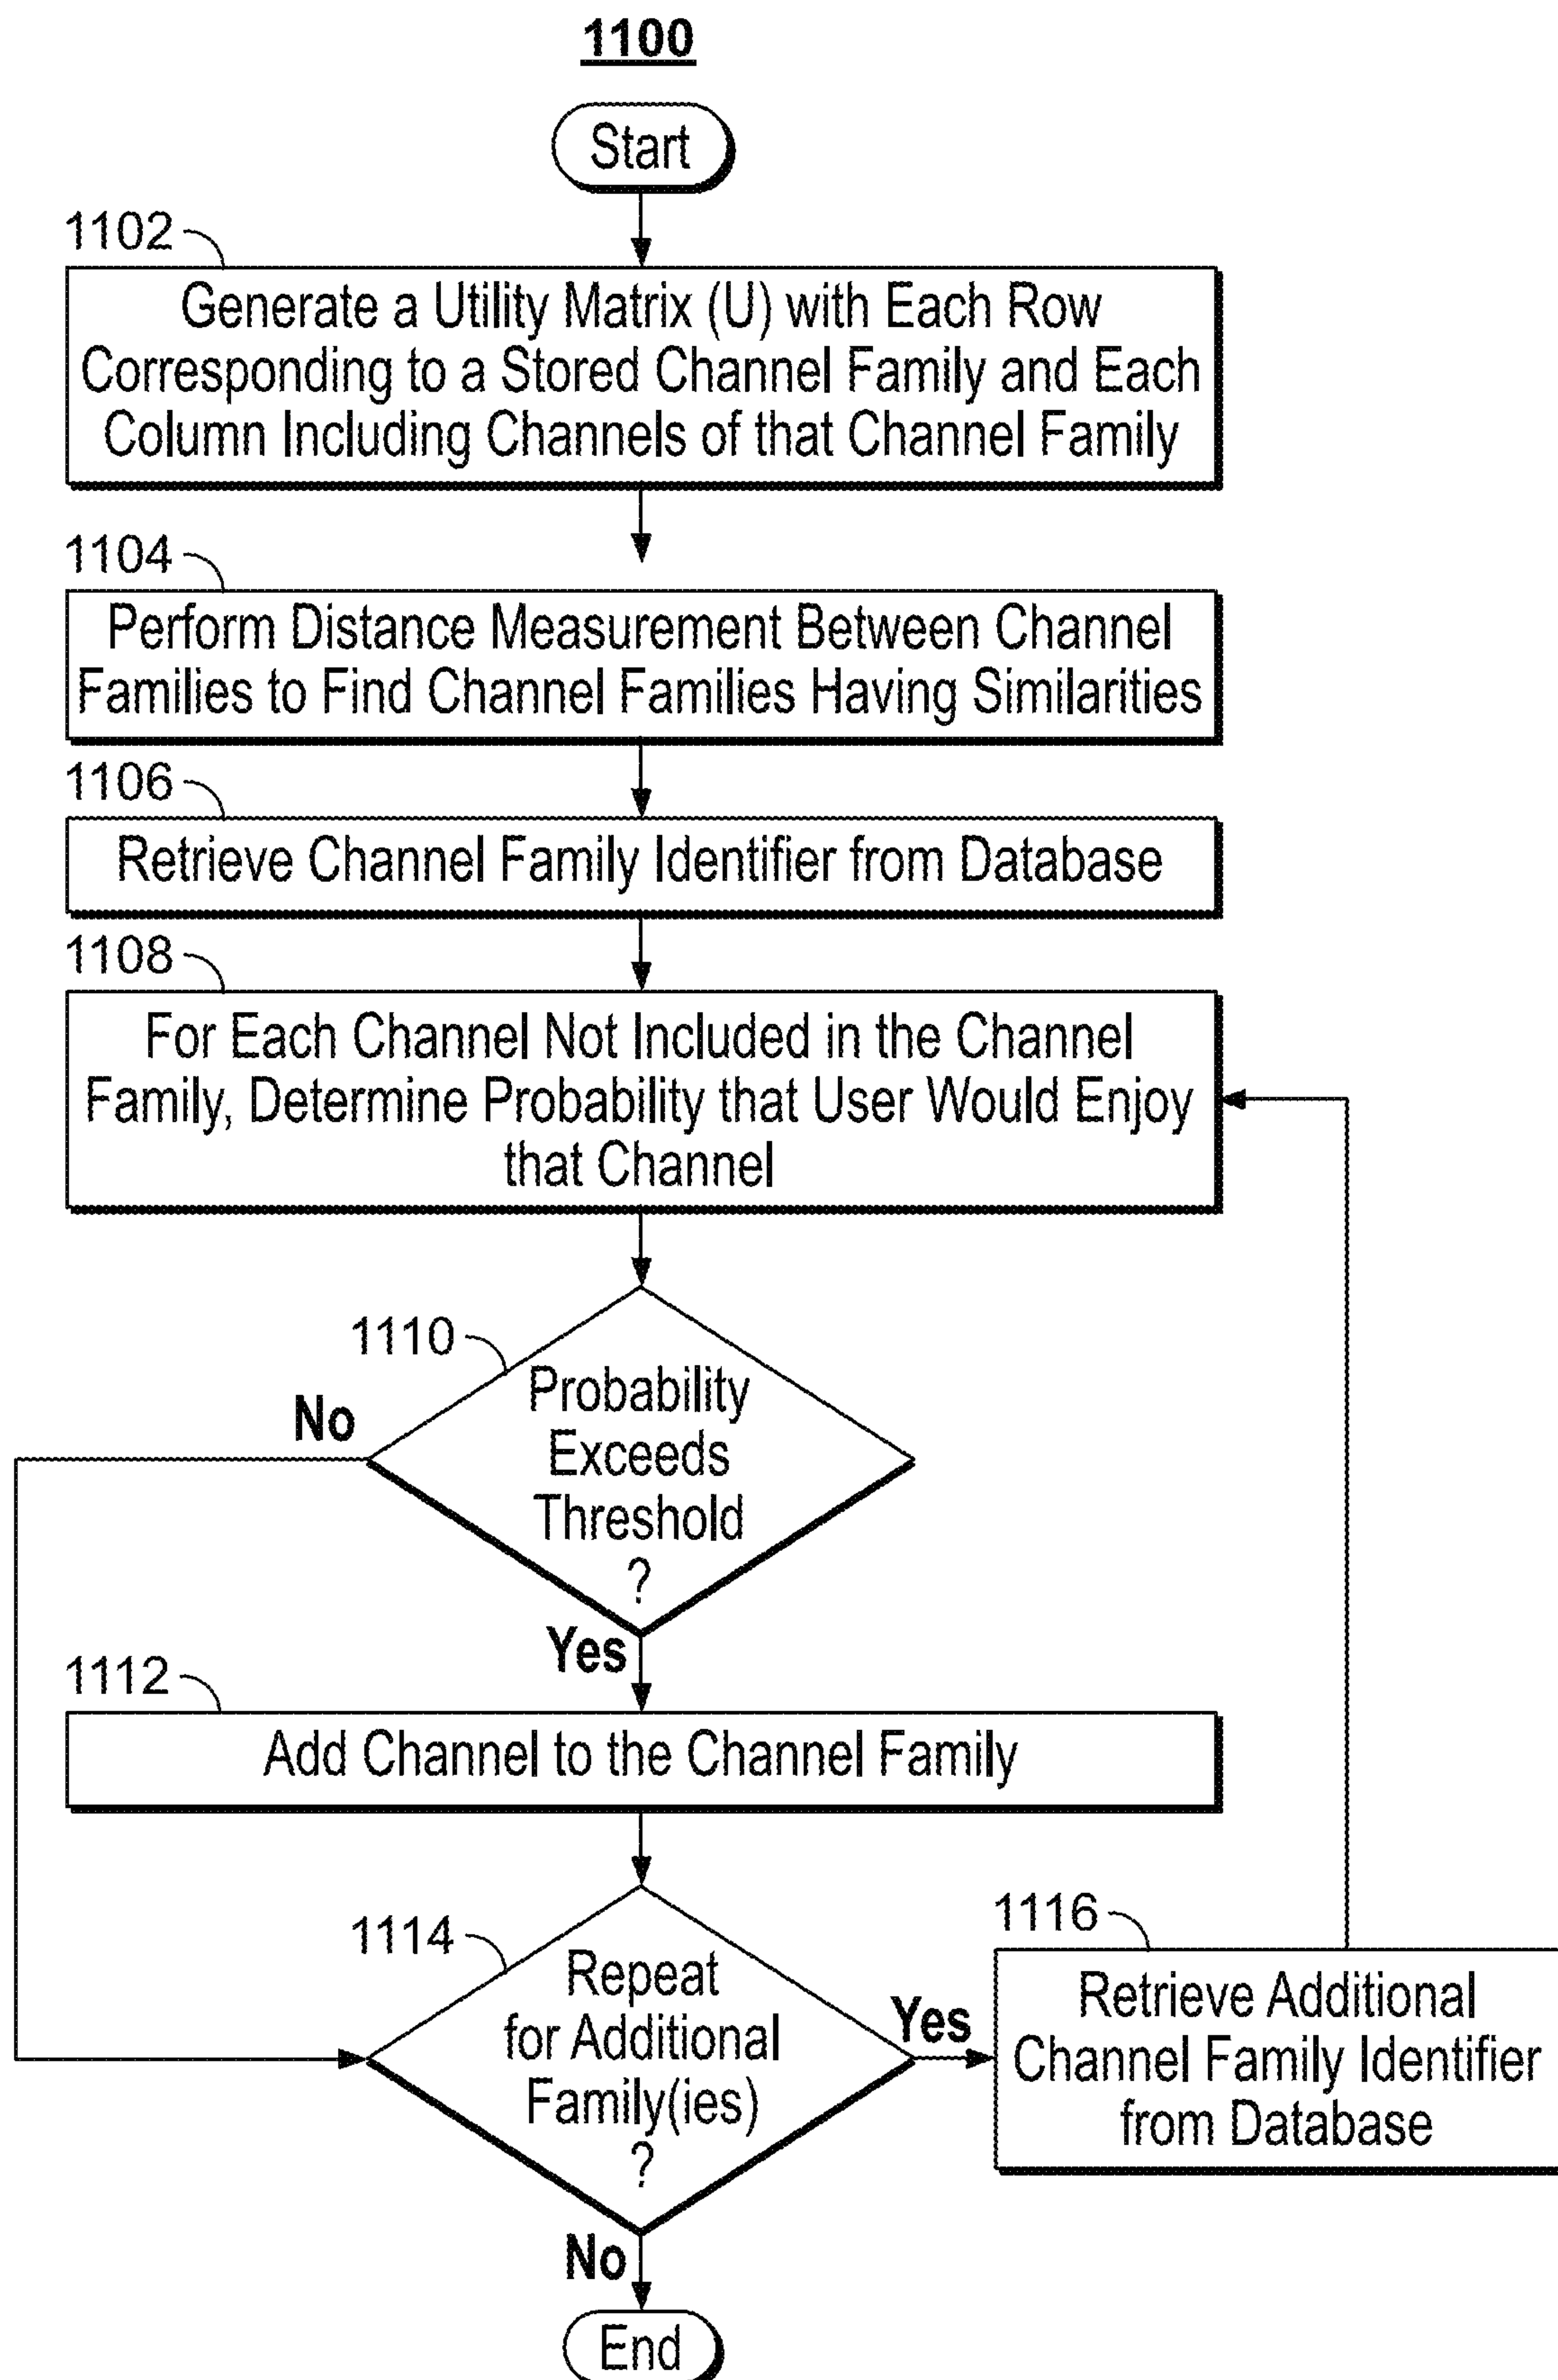 1100
Start
1102
Generate a Utility Matrix (U) with Each Row
Corresponding to a Stored Channel Family and Each
Column Including Channels of that Channel Family
1104
Perform Distance Measurement Between Channel
Families to Find Channel Families Having Similarities
1106
Retrieve Channel Family Identifier from Database
1108
For Each Channel Not Included in the Channel
Family, Determine Probability that User Would Enjoy
that Channel
1110
Probability
Exceeds
Threshold
?
No
Yes
1112
Add Channel to the Channel Family
1114
Repeat
for Additional
Family(ies)
?
Yes
1116
Retrieve Additional
Channel Family Identifier
from Database
No
End